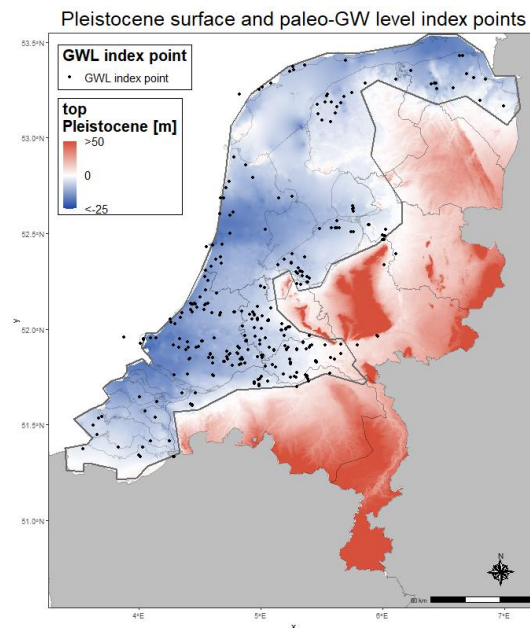 Pleistocene surface and paleo-GW level index points
GWL index point
GWL index point
top
Pleistocene [m]
>50
0
<-25
53.5°N
53.0°N
52.5°N
52.0°N
51.5°N
51.0°N
y
4°E
5°E
6°E
7°E
x
N